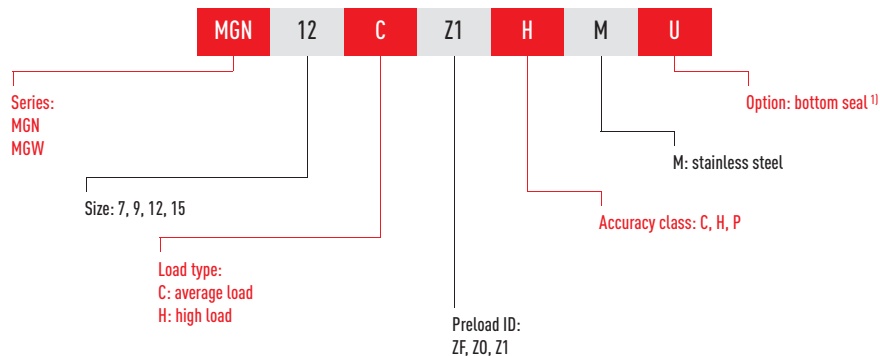 MGN 12 C Z1 H M U
Series:
MGN
MGW
Option: bottom seal 1)
M: stainless steel
Size: 7, 9, 12, 15
Accuracy class: C, H, P
Load type:
C: average load
H: high load
Preload ID:
ZF, Z0, Z1